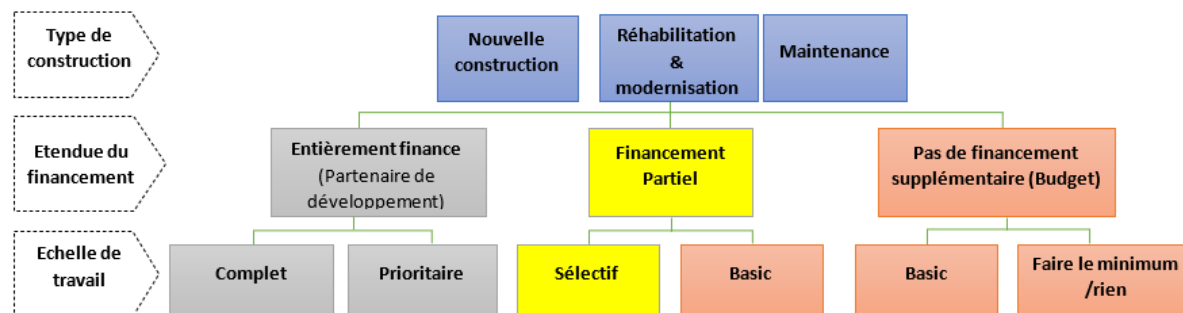 Type de
construction
Nouvelle
construction
Réhabilitation
&
modernisation
Maintenance
Etendue du
financement
Entièrement finance
(Partenaire de
développement)
Financement
Partiel
Pas de financement
supplémentaire (Budget)
Echelle de
travail
Complet
Prioritaire
Sélectif
Basic
Basic
Faire le minimum
/rien